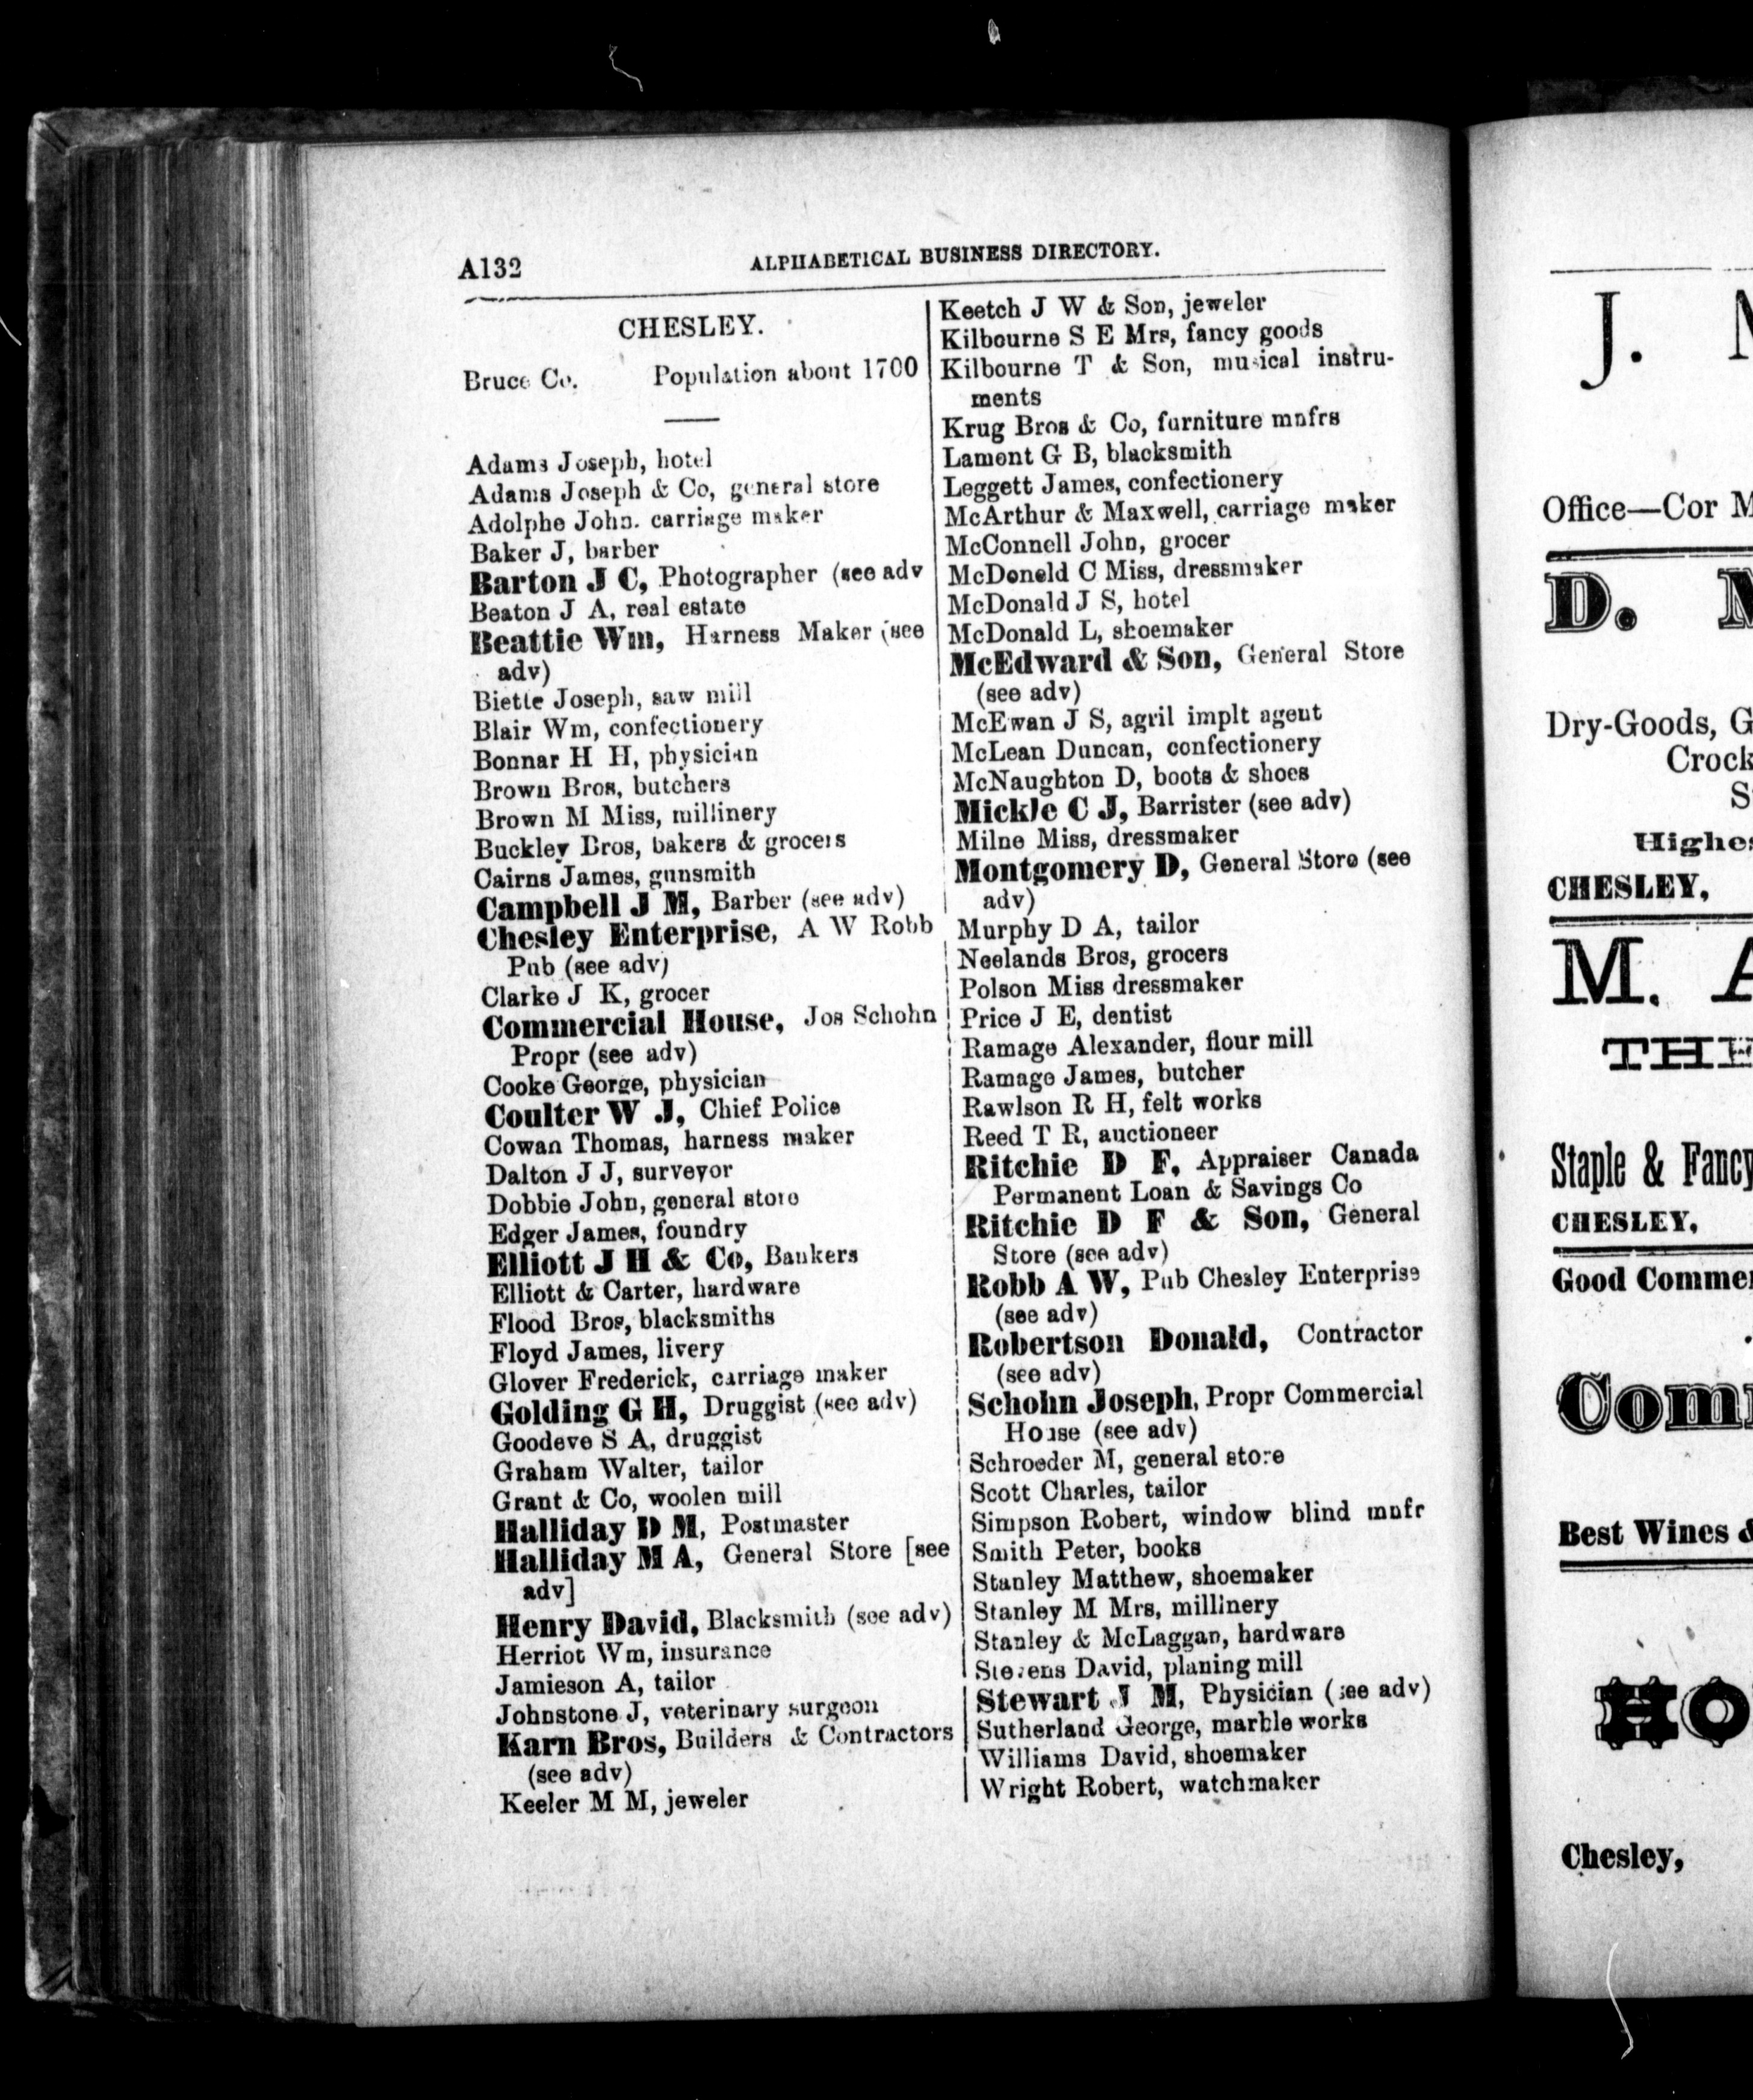 A132
ALPHABETICAL BUSINESS DIRECTORY.
CHESLEY.
Bruce Co. Population about 1700
Adams Joseph, hotel
Adams Joseph & Co, general store
Adolphe John. carriage maker
Baker J, barber
Barton J C, Photographer (see adv
Beaton J A, real estate
Beattie Wm, Harness Maker (see
adv)
Biette Joseph, saw mill
Blair Wm, confectionery
Bonnar H H, physician
Brown Bros, butchers
Brown M Miss, millinery
Buckley Bros, bakers & grocers
Cairns James, gunsmith
Campbell J M, Barber (see adv)
Chesley Enterprise, A W Robb
Pub (see adv)
Clarke J K, grocer
Commercial House, Jos Schohn
Propr (see adv)
Cooke George, physician
Coulter W J, Chief Police
Cowan Thomas, harness maker
Dalton J J, surveyor
Dobbie John, general store
Edger James, foundry
Elliott J H & Co, Bankers
Elliott & Carter, hardware
Flood Bros, blacksmiths
Floyd James, livery
Glover Frederick, carriage maker
Golding G H, Druggist (see adv)
Goodeve S A, druggist
Graham Walter, tailor
Grant & Co, woolen mill
Halliday D M, Postmaster
Halliday M A, General Store [see
adv]
Henry David, Blacksmith (see adv)
Herriot Wm, insurance
Jamieson A, tailor
Johnstone J, veterinary surgeon
Karn Bros, Builders & Contractors
(see adv)
Keeler M M, jeweler
Keetch J W & Son, jeweler
Kilbourne S E Mrs, fancy goods
Kilbourne T & Son, musical instru-
ments
Krug Bros & Co, furniture mnfrs
Lamont G B, blacksmith
Leggett James, confectionery
McArthur & Maxwell, carriage maker
McConnell John, grocer
McDoneld C Miss, dressmaker
McDonald J S, hotel
McDonald L, shoemaker
McEdward & Son, General Store
(see adv)
McEwan J S, agril implt agent
McLean Duncan, confectionery
McNaughton D, boots & shoes
Mickle C J, Barrister (see adv)
Milne Miss, dressmaker
Montgomery D, General Store (see
adv)
Murphy D A, tailor
Neelands Bros, grocers
Polson Miss dressmaker
Price J E, dentist
Ramage Alexander, flour mill
Ramage James, butcher
Rawlson R H, felt works
Reed T R, auctioneer
Ritchie D F, Appraiser Canada
Permanent Loan & Savings Co
Ritchie D F & Son, General
Store (see adv)
Robb A W, Pub Chesley Enterprise
(see adv)
Robertson Donald, Contractor
(see adv)
Schohn Joseph, Propr Commercial
House (see adv)
Schroeder M, general store
Scott Charles, tailor
Simpson Robert, window blind mnfr
Smith Peter, books
Stanley Matthew, shoemaker
Stanley M Mrs, millinery
Stanley & McLaggan, hardware
Stevens David, planing mill
Stewart J M, Physician (see adv)
Sutherland George, marble works
Williams David, shoemaker
Wright Robert, watchmaker
J.
Office—Cor
D.
Dry-Goods,
CHESLEY,
M. A
THE
Staple & Fancy
CHESLEY,
Good
Best Wines &
Chesley,